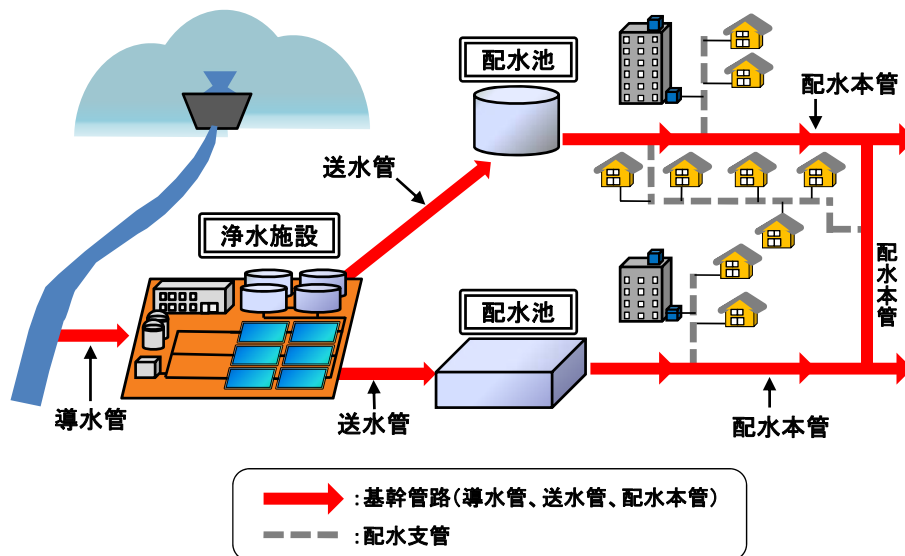 配水池
配水本管
送水管
浄水施設
配水本管
配水池
導水管
送水管
配水本管
:基幹管路(導水管、送水管、配水本管)
:配水支管